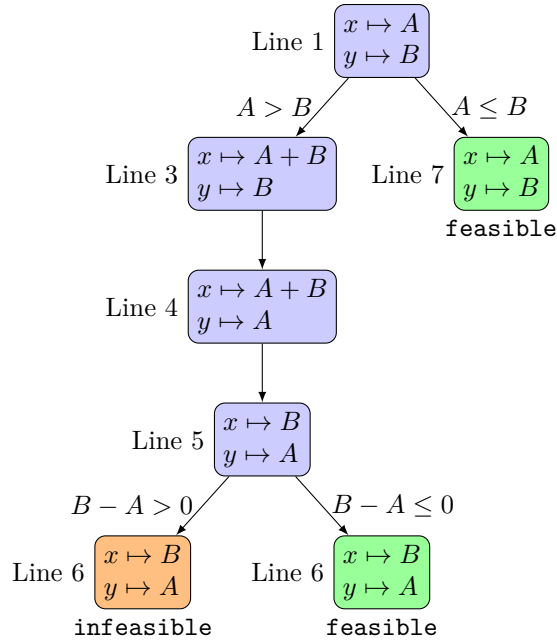 Line 1
x ↦ A
y ↦ B
A > B
A ≤ B
Line 3
x ↦ A + B
y ↦ B
Line 7
x ↦ A
y ↦ B
feasible
Line 4
x ↦ A + B
y ↦ A
Line 5
x ↦ B
y ↦ A
B − A > 0
B − A ≤ 0
Line 6
x ↦ B
y ↦ A
infeasible
Line 6
x ↦ B
y ↦ A
feasible